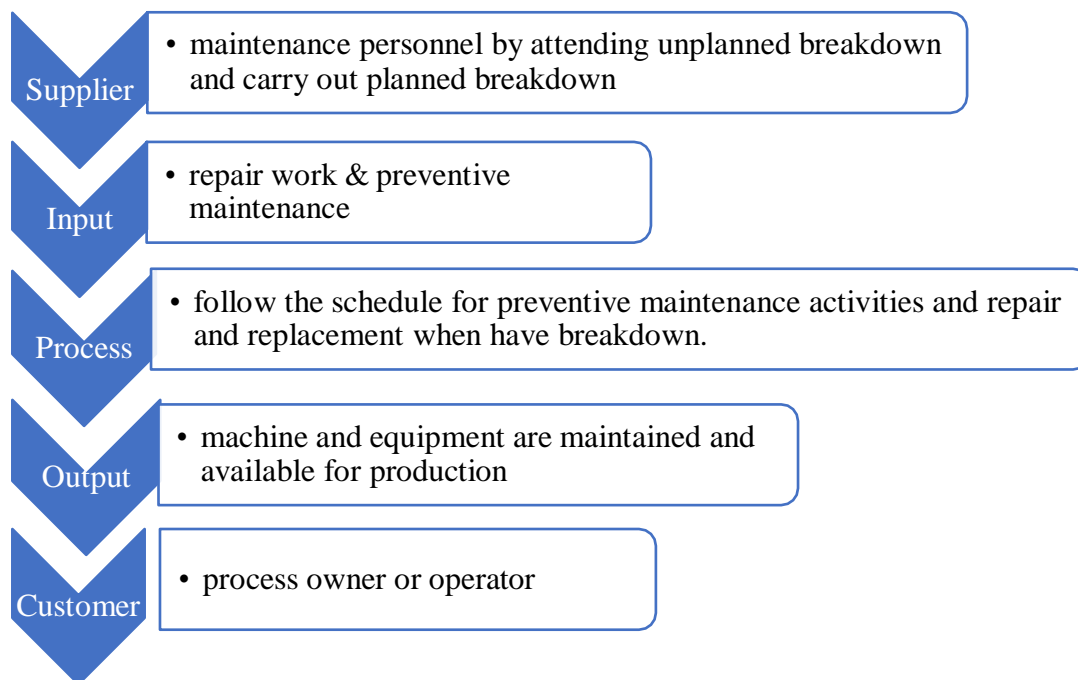 Supplier
• maintenance personnel by attending unplanned breakdown
and carry out planned breakdown
Input
• repair work & preventive
maintenance
Process
• follow the schedule for preventive maintenance activities and repair
and replacement when have breakdown.
Output
• machine and equipment are maintained and
available for production
Customer
• process owner or operator